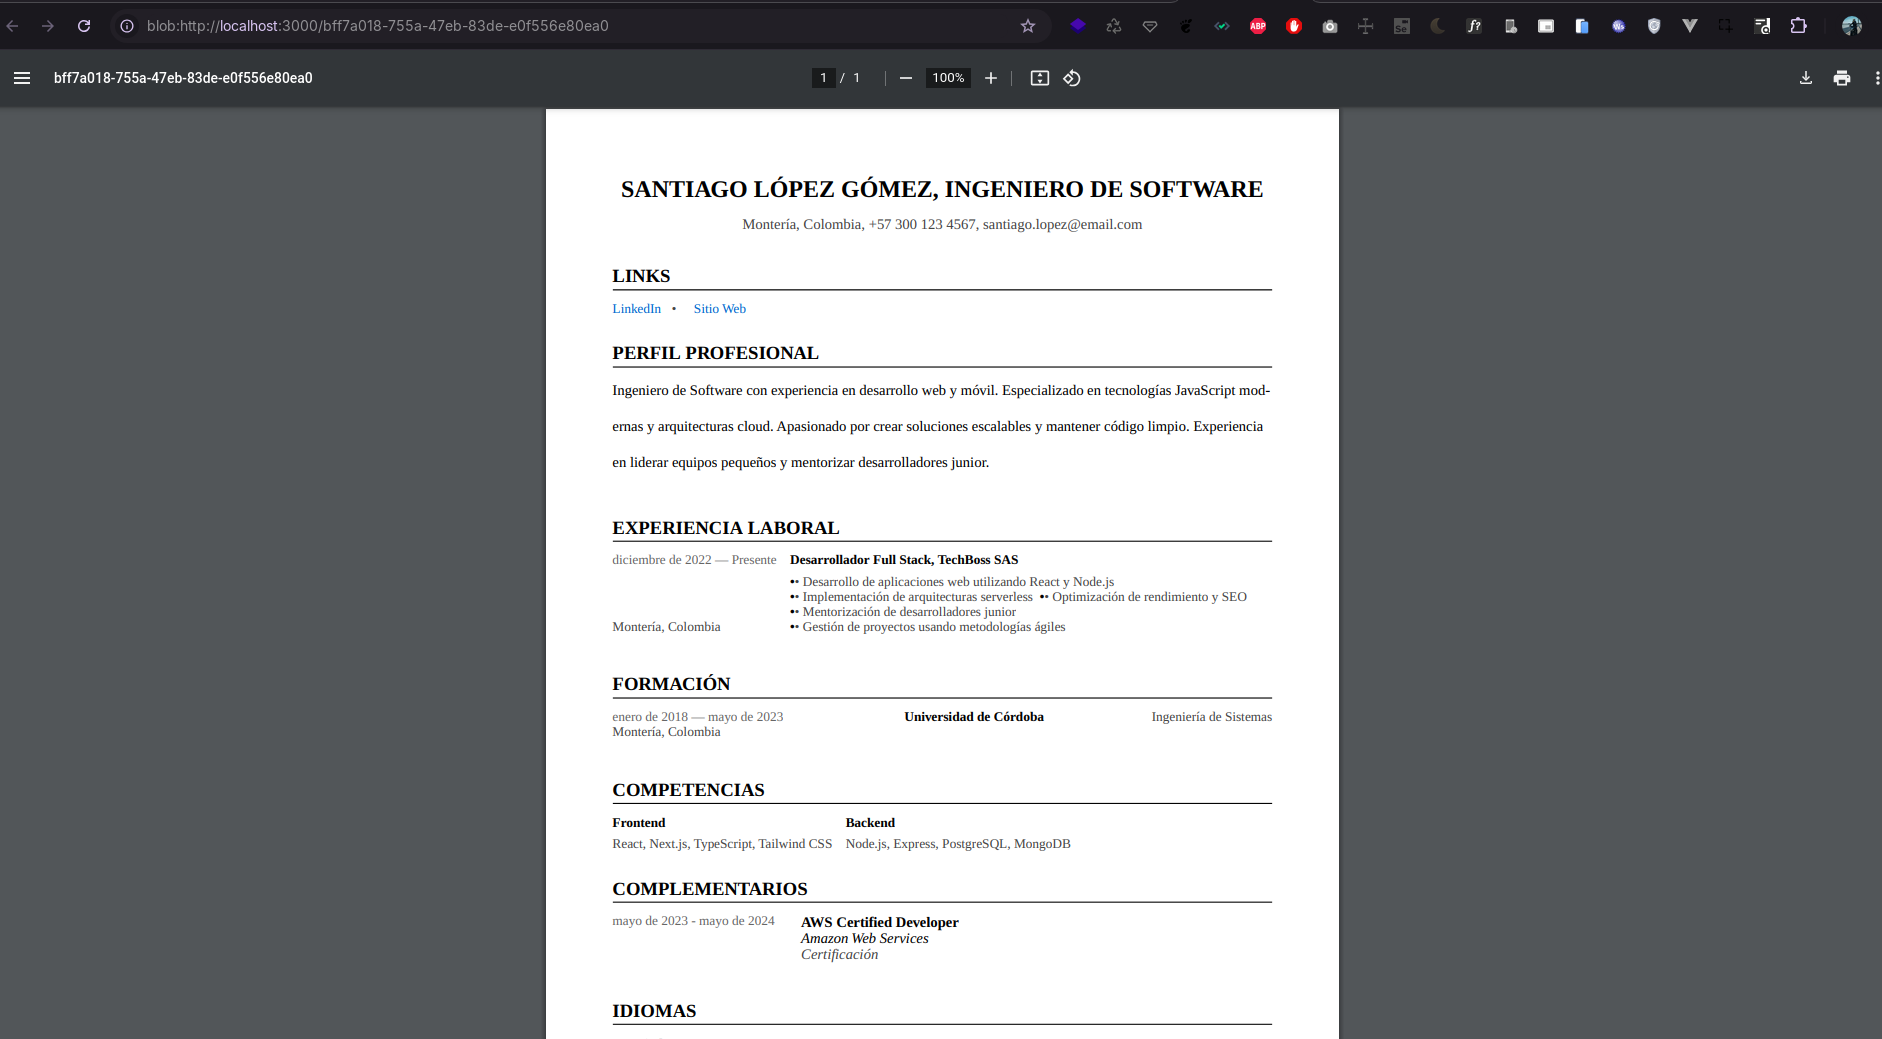 blob:http://localhost:3000/bff7a018-755a-47eb-83de-e0f556e80ea0
bff7a018-755a-47eb-83de-e0f556e80ea0
1 / 1
100%
SANTIAGO LÓPEZ GÓMEZ, INGENIERO DE SOFTWARE
Montería, Colombia, +57 300 123 4567, santiago.lopez@email.com
LINKS
LinkedIn • Sitio Web
PERFIL PROFESIONAL
Ingeniero de Software con experiencia en desarrollo web y móvil. Especializado en tecnologías JavaScript mod-
ernas y arquitecturas cloud. Apasionado por crear soluciones escalables y mantener código limpio. Experiencia
en liderar equipos pequeños y mentorizar desarrolladores junior.
EXPERIENCIA LABORAL
diciembre de 2022 — Presente Desarrollador Full Stack, TechBoss SAS
•• Desarrollo de aplicaciones web utilizando React y Node.js
•• Implementación de arquitecturas serverless •• Optimización de rendimiento y SEO
•• Mentorización de desarrolladores junior
Montería, Colombia •• Gestión de proyectos usando metodologías ágiles
FORMACIÓN
enero de 2018 — mayo de 2023 Universidad de Córdoba Ingeniería de Sistemas
Montería, Colombia
COMPETENCIAS
Frontend Backend
React, Next.js, TypeScript, Tailwind CSS Node.js, Express, PostgreSQL, MongoDB
COMPLEMENTARIOS
mayo de 2023 - mayo de 2024 AWS Certified Developer
Amazon Web Services
Certificación
IDIOMAS